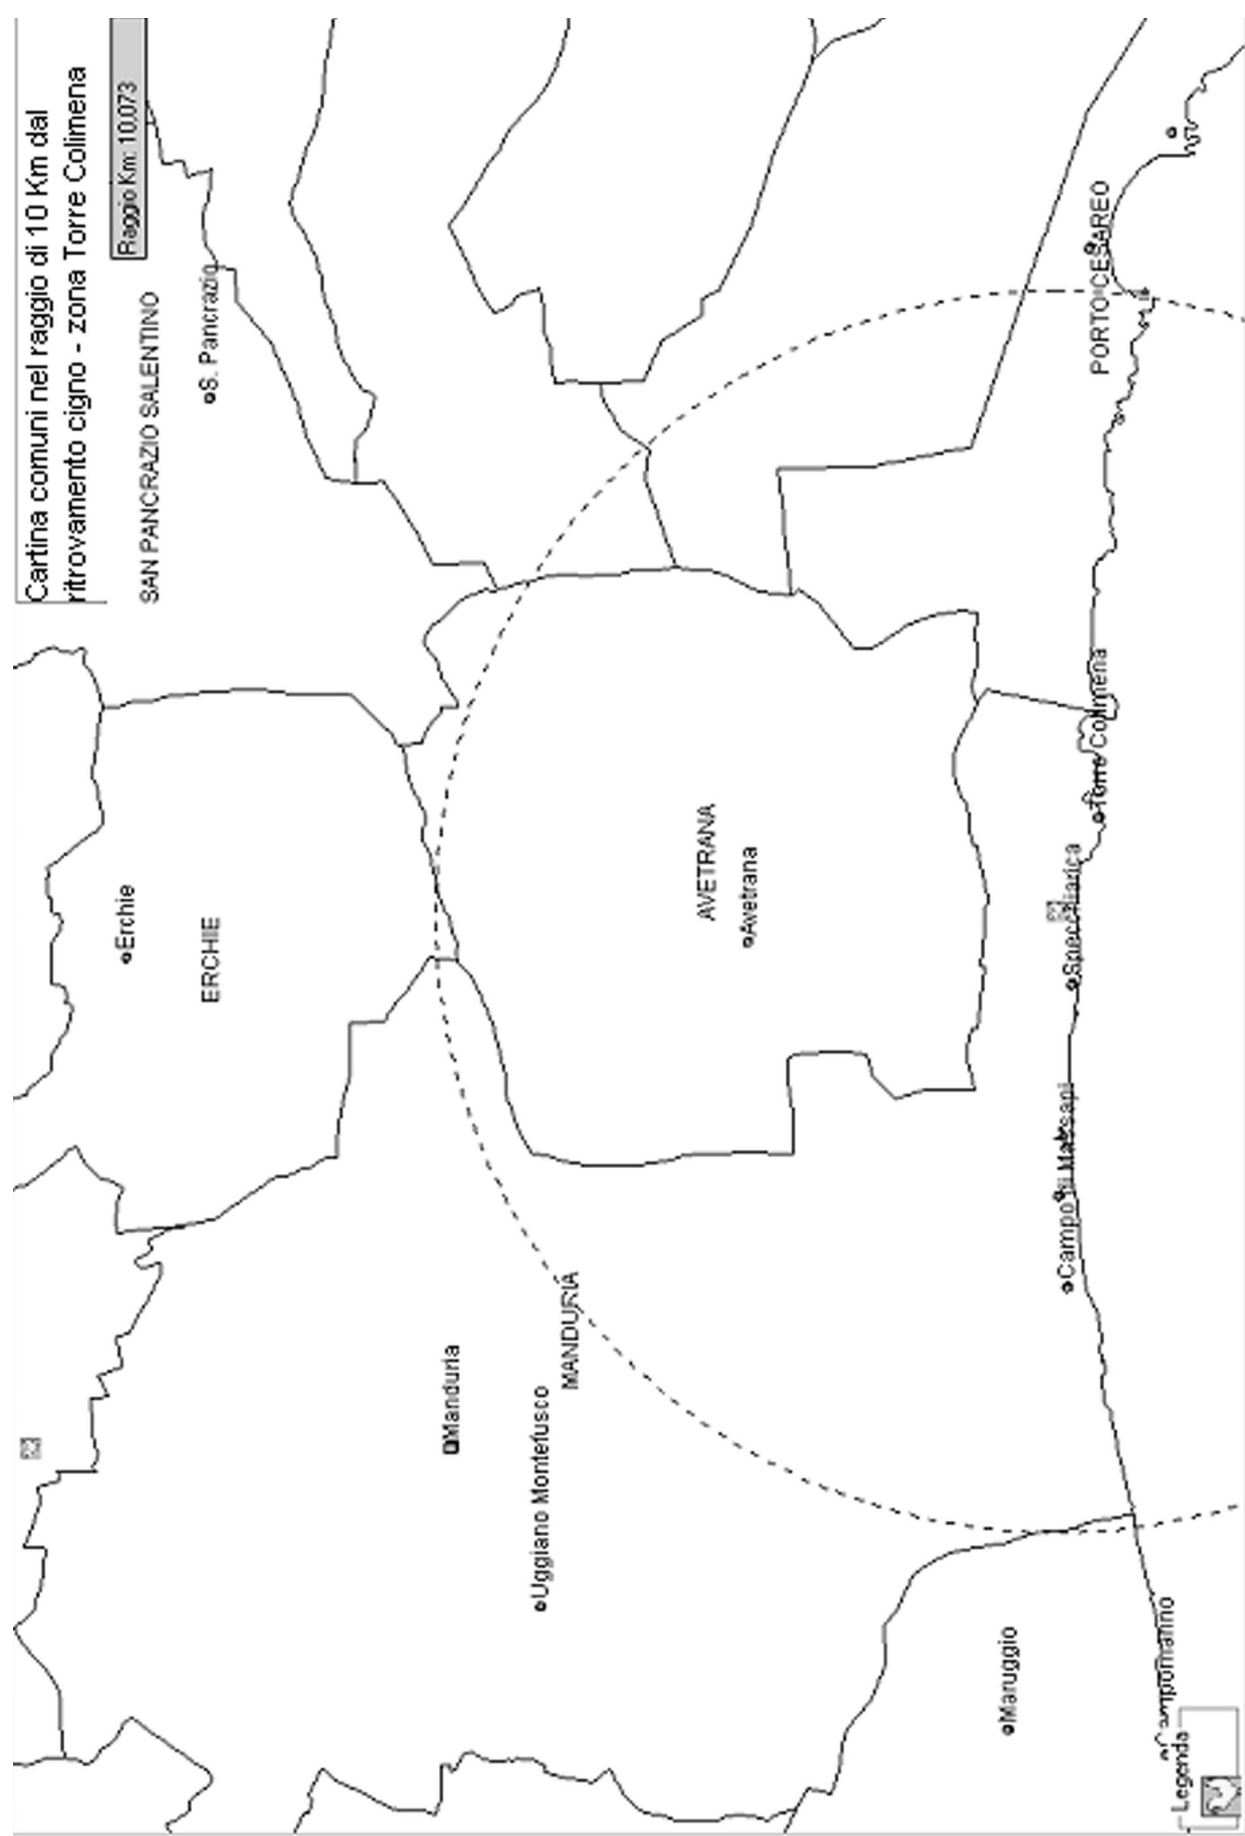 Cartina comuni nel raggio di 10 Km dal
ritrovamento cigno - zona Torre Colimena
Raggio Km: 10.073
SAN PANCRAZIO SALENTINO
S. Pancrazio
Erchie
ERCHIE
Manduria
Uggiano Montefusco
MANDURIA
AVETRANA
Avetrana
PORTO CESAREO
Torre Colimena
Specchiarica
Campo di Massapi
Maruggio
Legenda